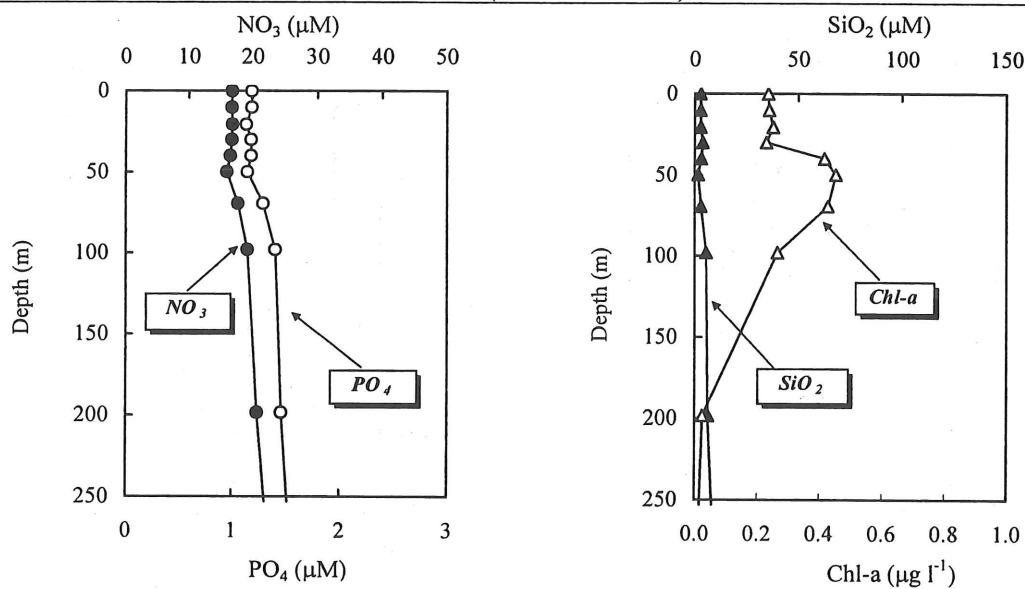 NO₃ (μM)
0 10 20 30 40 50
0
50
100
150
200
250
Depth (m)
NO₃
PO₄
0 1 2 3
PO₄ (μM)
SiO₂ (μM)
0 50 100 150
0
50
100
150
200
250
Depth (m)
Chl-a
SiO₂
0.0 0.2 0.4 0.6 0.8 1.0
Chl-a (μg l⁻¹)